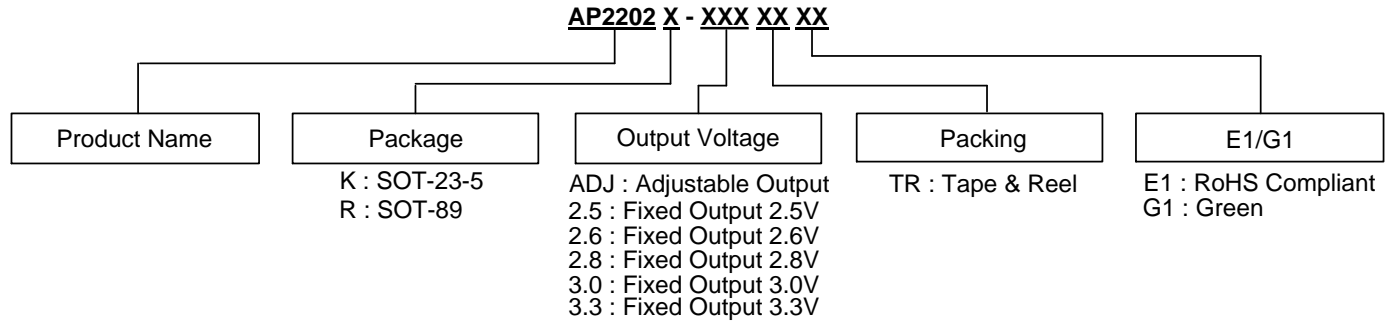 AP2202 X - XXX XX XX
Product Name
Package
Output Voltage
Packing
E1/G1
K : SOT-23-5
R : SOT-89
ADJ : Adjustable Output
2.5 : Fixed Output 2.5V
2.6 : Fixed Output 2.6V
2.8 : Fixed Output 2.8V
3.0 : Fixed Output 3.0V
3.3 : Fixed Output 3.3V
TR : Tape & Reel
E1 : RoHS Compliant
G1 : Green